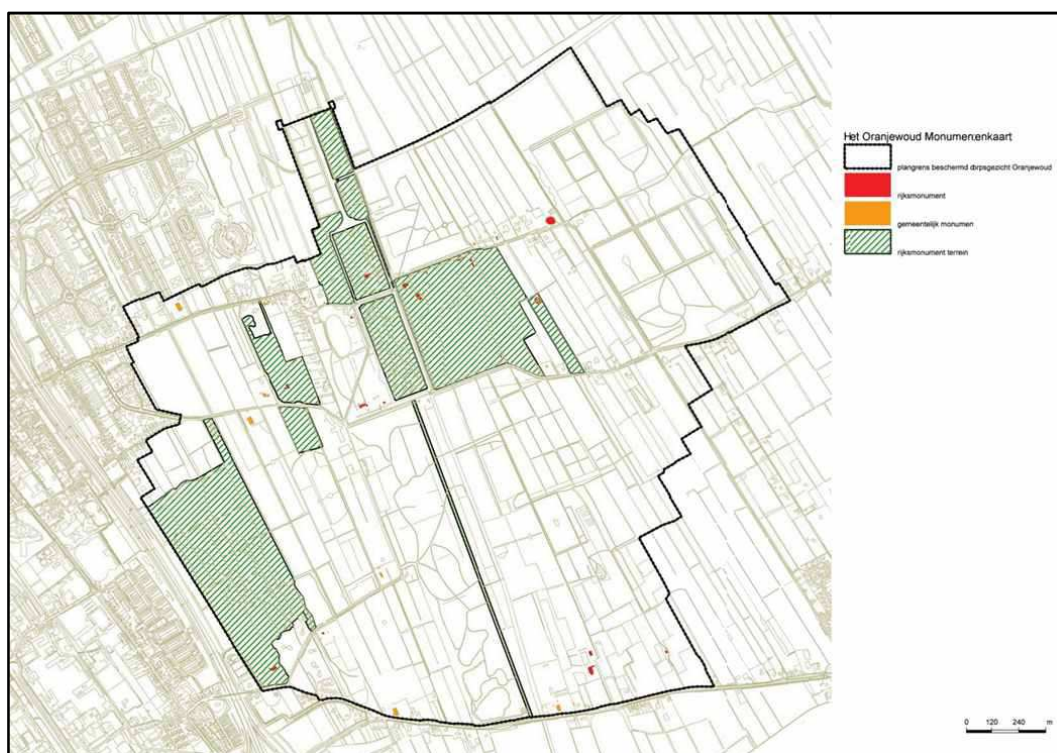 Het Oranjewoud Monumentenkaart
plangrens beschermd dorpsgezicht Oranjewoud
rijksmonument
gemeentelijk monumen
rijksmonument terrein
0 120 240 m